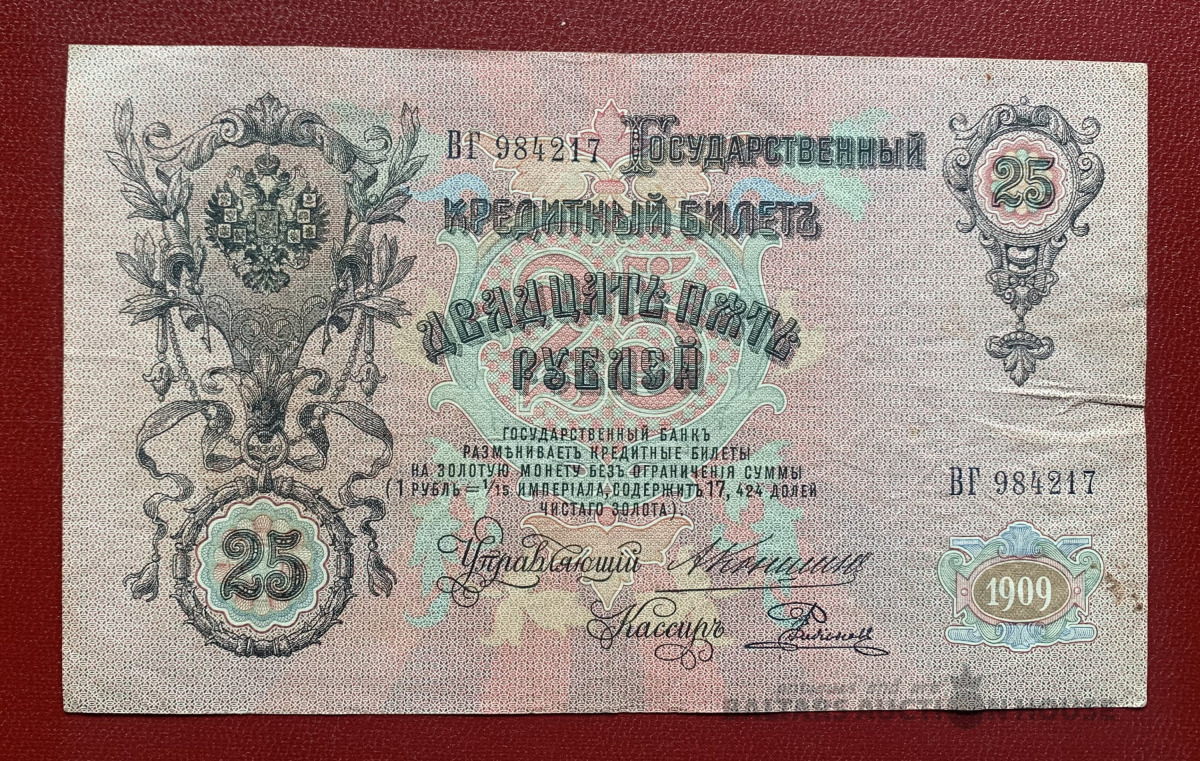 ВГ 984217 ГОСУДАРСТВЕННЫЙ
КРЕДИТНЫЙ БИЛЕТЪ
25
25
ДВАДЦАТЬ ПЯТЬ
РУБЛЕЙ
ГОСУДАРСТВЕННЫЙ БАНКЪ
РАЗМѢНИВАЕТЪ КРЕДИТНЫЕ БИЛЕТЫ
НА ЗОЛОТУЮ МОНЕТУ БЕЗЪ ОГРАНИЧЕНІЯ СУММЫ
(1 РУБЛЬ = 1/15 ИМПЕРІАЛА, СОДЕРЖИТЪ 17, 424 ДОЛЕЙ
ЧИСТАГО ЗОЛОТА).
ВГ 984217
25
Управляющій
Кассиръ
1909